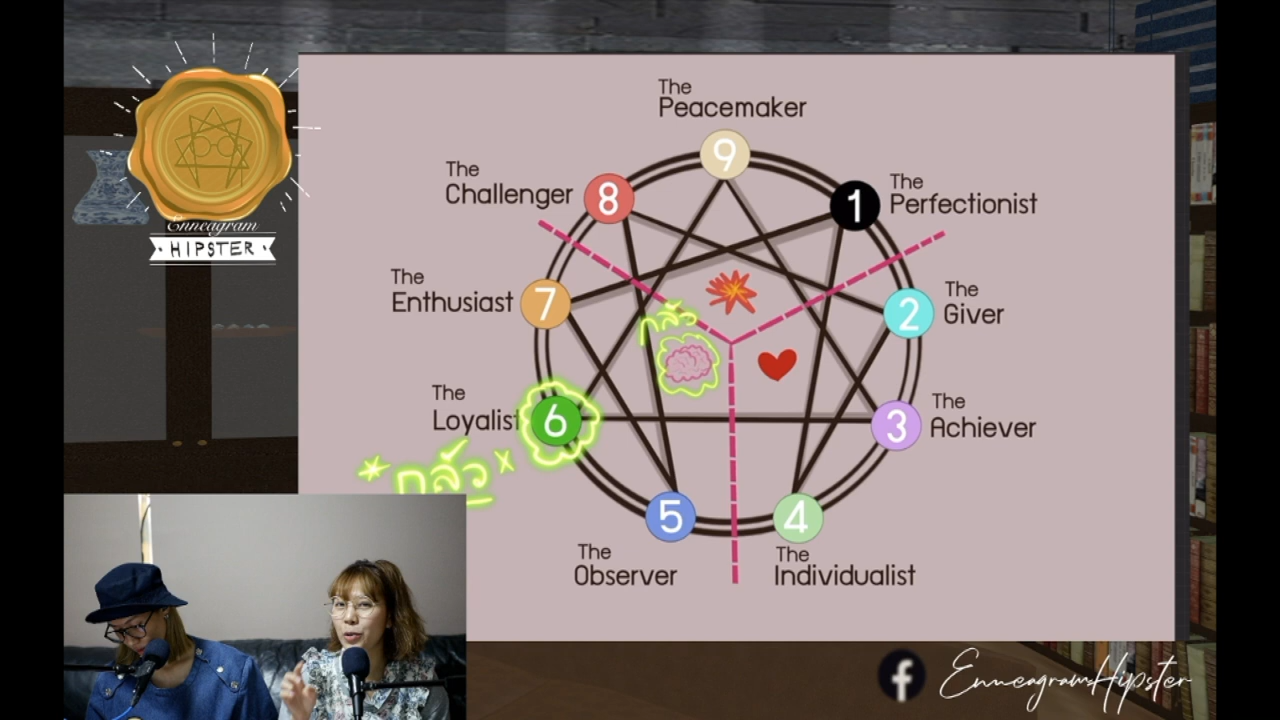 The
Peacemaker
9
The
Challenger
8
1
The
Perfectionist
The
Enthusiast
7
2
The
Giver
กลัว
The
Loyalist
6
3
The
Achiever
*กลัว x
5
4
The
Observer
The
Individualist
Enneagram
HIPSTER
f
EnneagramHipster